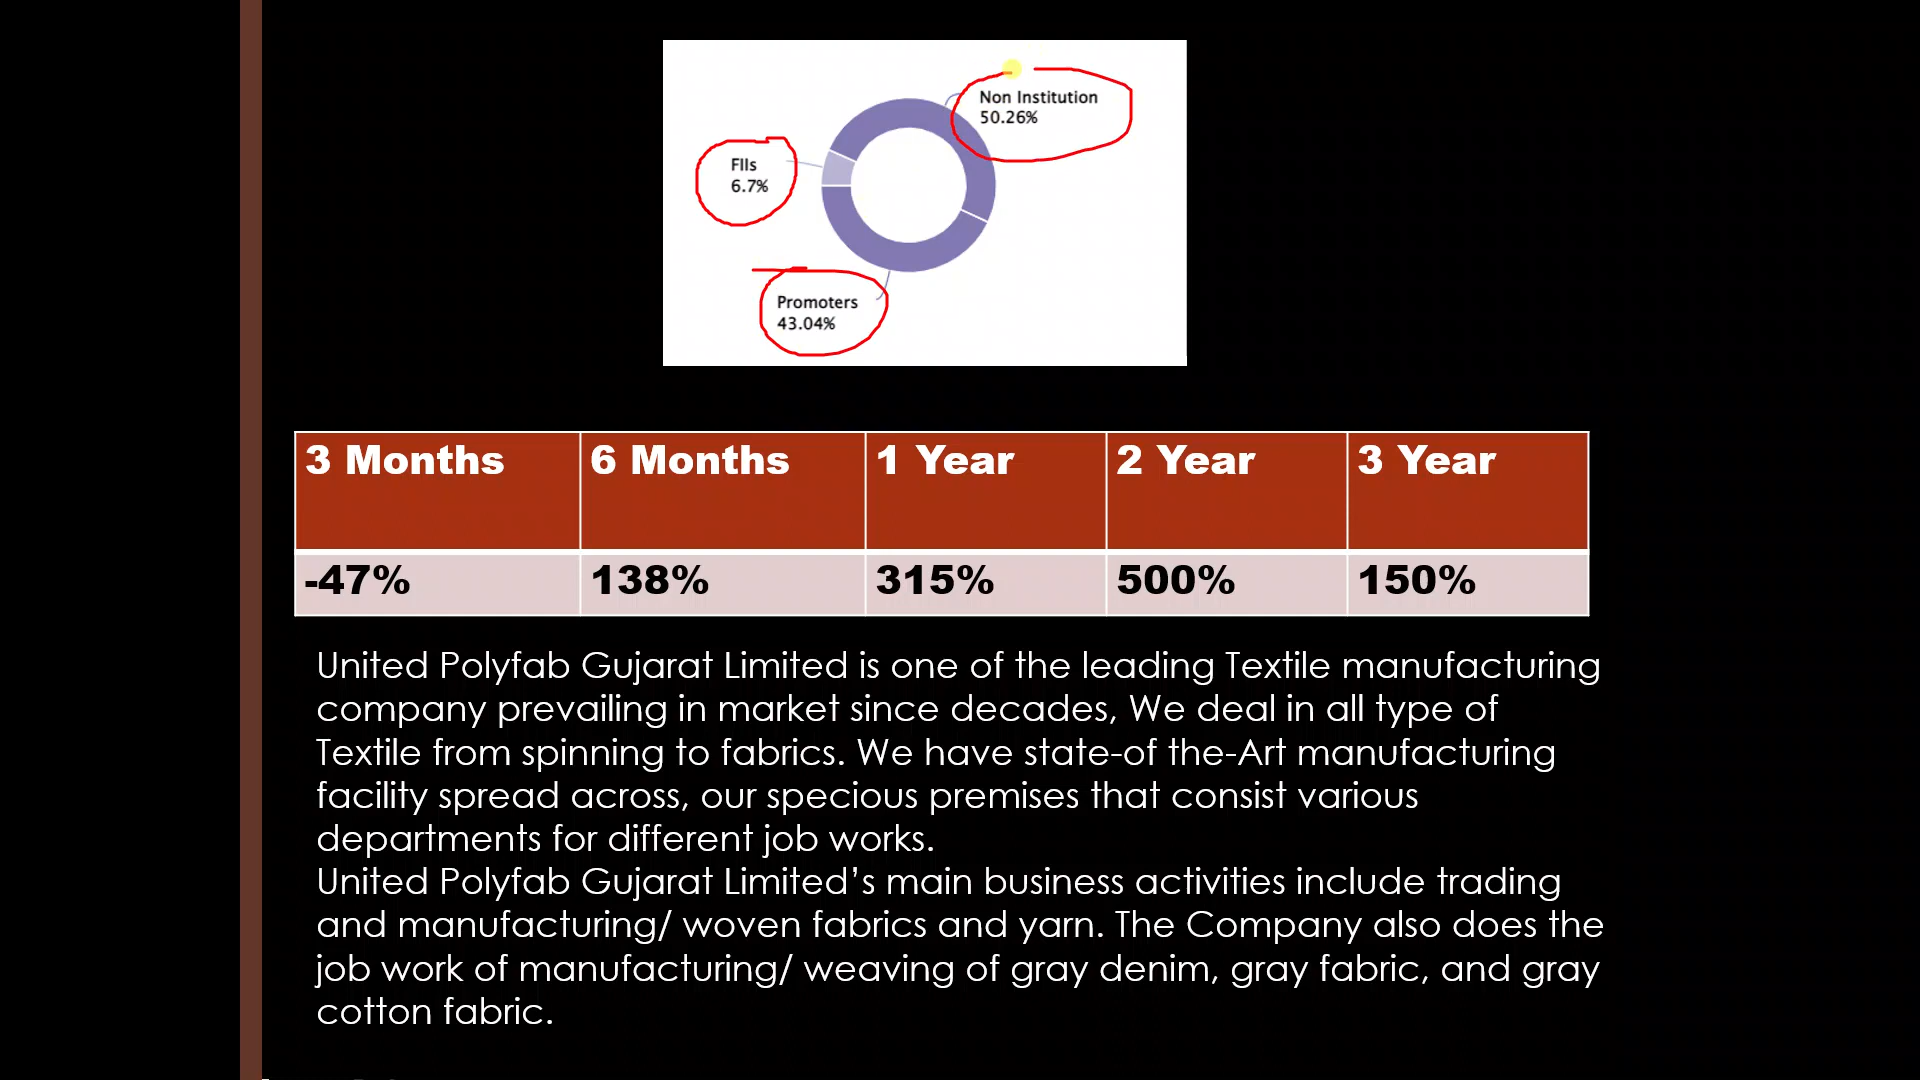 Non Institution
50.26%
FIIs
6.7%
Promoters
43.04%
3 Months 6 Months 1 Year 2 Year 3 Year
-47% 138% 315% 500% 150%
United Polyfab Gujarat Limited is one of the leading Textile manufacturing
company prevailing in market since decades, We deal in all type of
Textile from spinning to fabrics. We have state-of the-Art manufacturing
facility spread across, our specious premises that consist various
departments for different job works.
United Polyfab Gujarat Limited’s main business activities include trading
and manufacturing/ woven fabrics and yarn. The Company also does the
job work of manufacturing/ weaving of gray denim, gray fabric, and gray
cotton fabric.